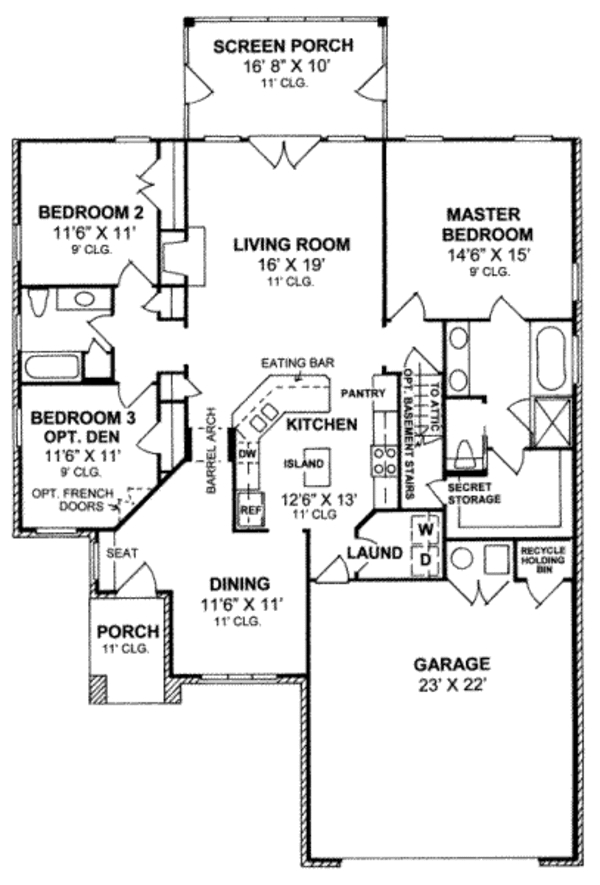 SCREEN PORCH
16' 8" X 10'
11' CLG.
BEDROOM 2
11'6" X 11'
9' CLG.
LIVING ROOM
16' X 19'
11' CLG.
MASTER
BEDROOM
14'6" X 15'
9' CLG.
EATING BAR
PANTRY
TO ATTIC
OPT. BASEMENT STAIRS
BEDROOM 3
OPT. DEN
11'6" X 11'
9' CLG.
OPT. FRENCH
DOORS
BARREL ARCH
KITCHEN
DW
ISLAND
12'6" X 13'
11' CLG
REF
SECRET
STORAGE
LAUND
W
D
SEAT
DINING
11'6" X 11'
11' CLG.
RECYCLE
HOLDING
BIN
PORCH
11' CLG.
GARAGE
23' X 22'